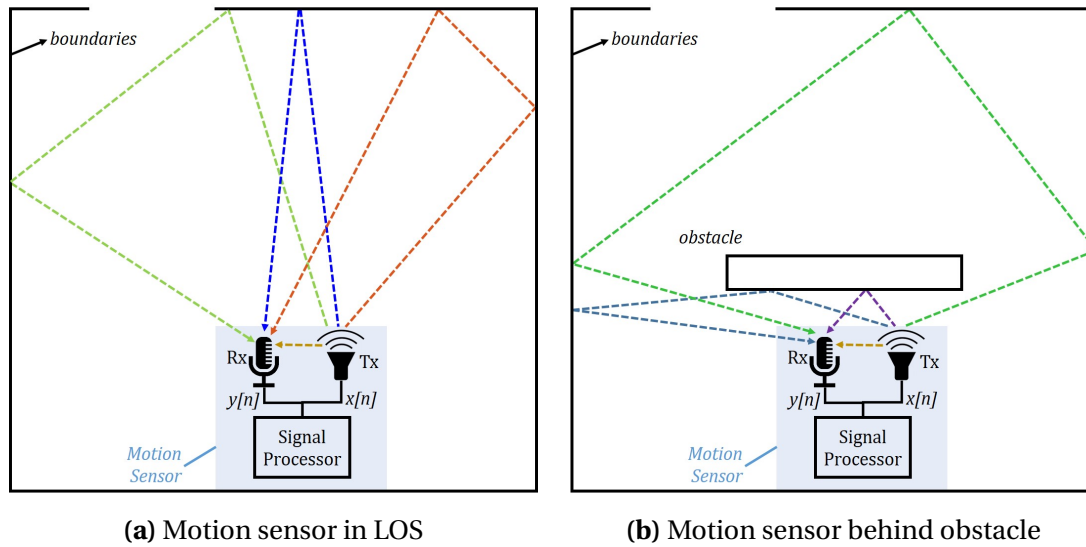 boundaries
Rx
Tx
y[n]
x[n]
Signal
Processor
Motion
Sensor
(a) Motion sensor in LOS
boundaries
obstacle
Rx
Tx
y[n]
x[n]
Signal
Processor
Motion
Sensor
(b) Motion sensor behind obstacle